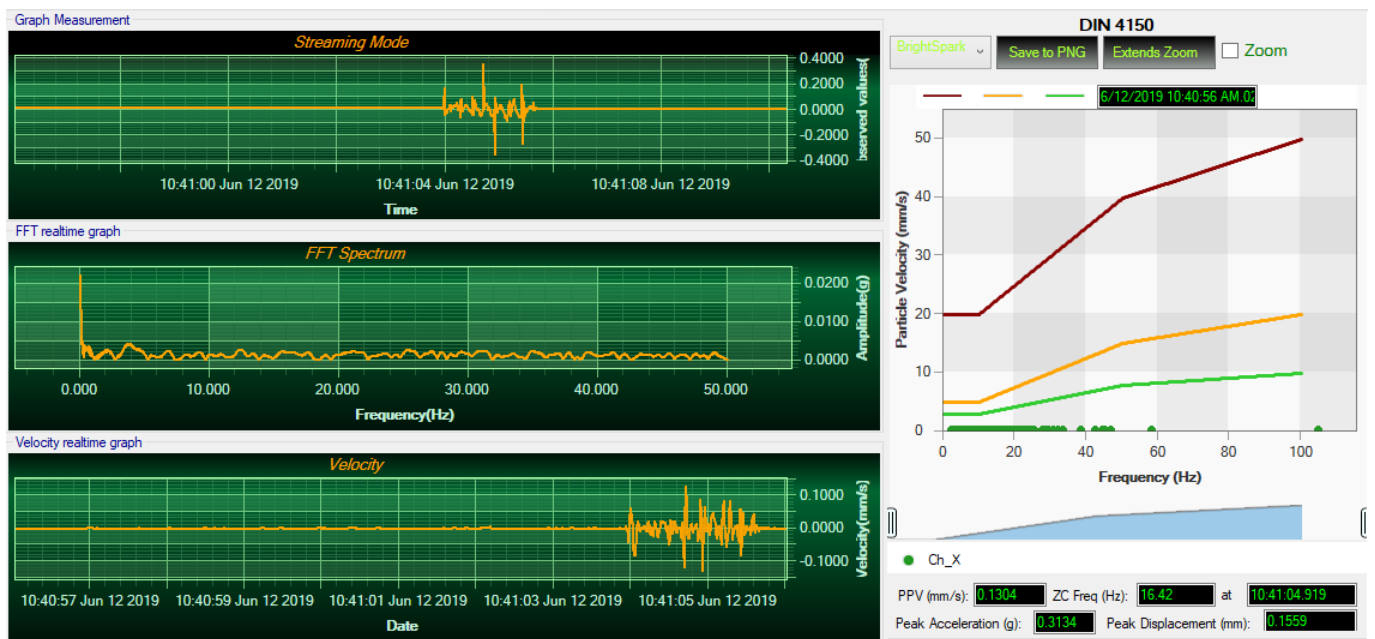 Graph Measurement
Streaming Mode
0.4000
0.2000
0.0000
-0.2000
-0.4000
bserved values(
10:41:00 Jun 12 2019
10:41:04 Jun 12 2019
10:41:08 Jun 12 2019
Time
FFT realtime graph
FFT Spectrum
0.0200
0.0100
0.0000
Amplitude(g)
0.000
10.000
20.000
30.000
40.000
50.000
Frequency(Hz)
Velocity realtime graph
Velocity
0.1000
0.0000
-0.1000
Velocity(mm/s)
10:40:57 Jun 12 2019
10:40:59 Jun 12 2019
10:41:01 Jun 12 2019
10:41:03 Jun 12 2019
10:41:05 Jun 12 2019
Date
DIN 4150
BrightSpark
Save to PNG
Extends Zoom
Zoom
6/12/2019 10:40:56 AM.02
Particle Velocity (mm/s)
50
40
30
20
10
0
0
20
40
60
80
100
Frequency (Hz)
Ch_X
PPV (mm/s): 0.1304 ZC Freq (Hz): 16.42 at 10:41:04.919
Peak Acceleration (g): 0.3134 Peak Displacement (mm): 0.1559